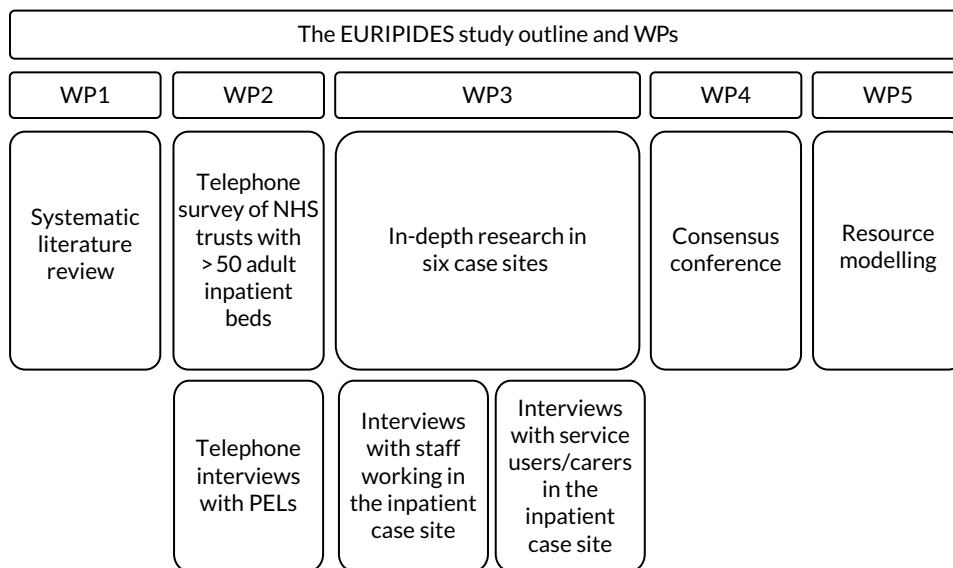 The EURIPIDES study outline and WPs
WP1
WP2
WP3
WP4
WP5
Systematic
literature
review
Telephone
survey of NHS
trusts with
>50 adult
inpatient
beds
In-depth research in
six case sites
Consensus
conference
Resource
modelling
Telephone
interviews
with PELs
Interviews
with staff
working in
the inpatient
case site
Interviews
with service
users/carers
in the
inpatient
case site